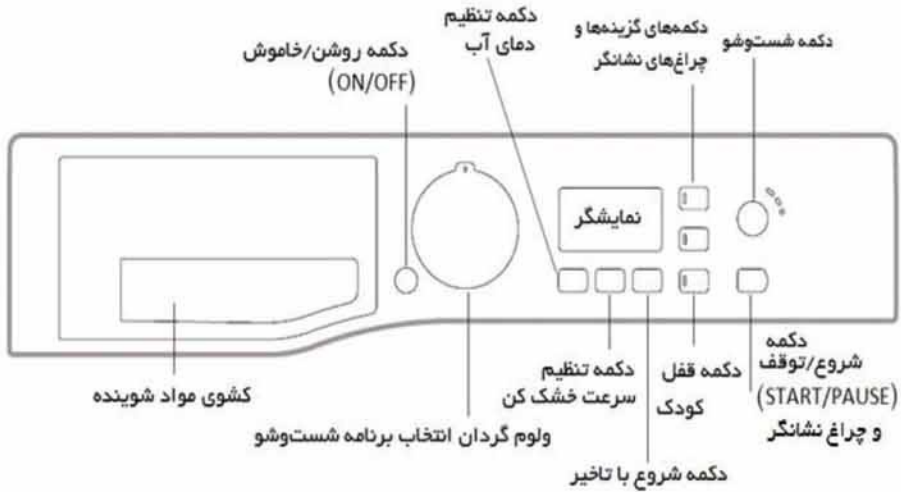 دکمه تنظیم
دمای آب
دکمه‌های گزینه‌ها و
چراغ‌های نشانگر
دکمه شست‌وشو
دکمه روشن/خاموش
(ON/OFF)
نمایشگر
کشوی مواد شوینده
ولوم گردان انتخاب برنامه شست‌وشو
دکمه تنظیم
سرعت خشک کن
دکمه شروع با تاخیر
دکمه قفل
کودک
دکمه
شروع/توقف
(START/PAUSE)
و چراغ نشانگر